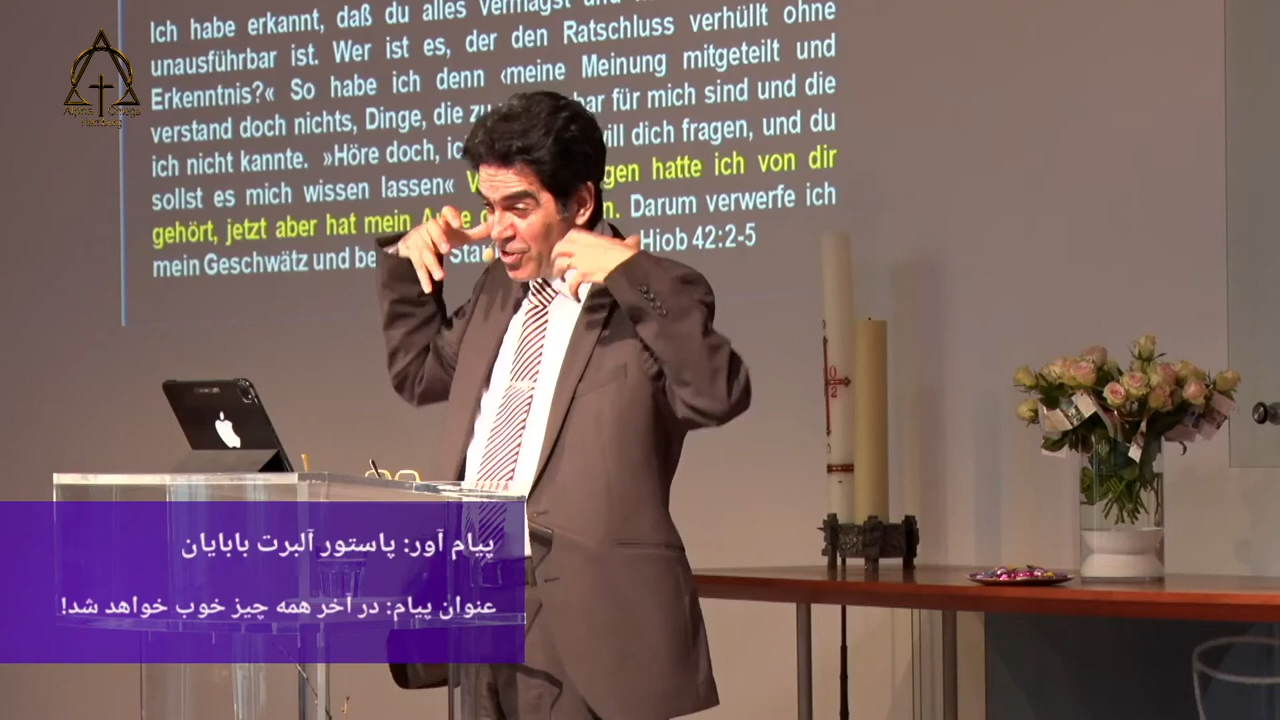 Ich habe erkannt, daß du alles vermagst und
unausführbar ist. Wer ist es, der den Ratschluss verhüllt ohne
Erkenntnis?« So habe ich denn ‹meine Meinung mitgeteilt und
verstand doch nichts, Dinge, die bar für mich sind und die
ich nicht kannte. »Höre doch, will dich fragen, und du
sollst es mich wissen lassen« gen hatte ich von dir
gehört, jetzt aber hat mein n. Darum verwerfe ich
mein Geschwätz und Hiob 42:2-5
پیام آور: پاستور آلبرت بابایان
عنوان پیام: در آخر همه چیز خوب خواهد شد!